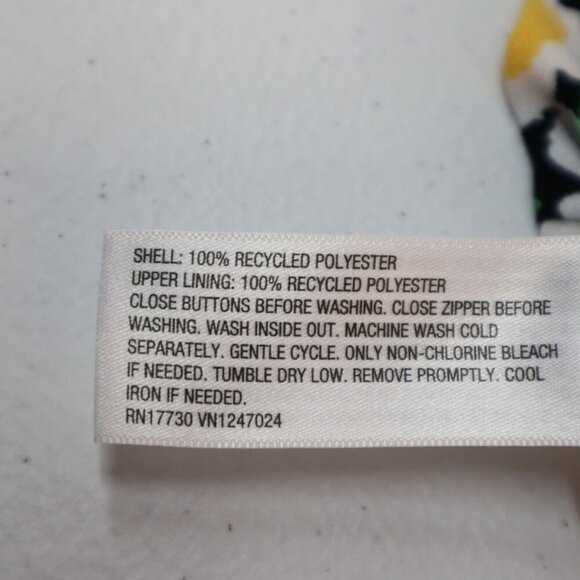 SHELL: 100% RECYCLED POLYESTER
UPPER LINING: 100% RECYCLED POLYESTER
CLOSE BUTTONS BEFORE WASHING. CLOSE ZIPPER BEFORE
WASHING. WASH INSIDE OUT. MACHINE WASH COLD
SEPARATELY. GENTLE CYCLE. ONLY NON-CHLORINE BLEACH
IF NEEDED. TUMBLE DRY LOW. REMOVE PROMPTLY. COOL
IRON IF NEEDED.
RN17730 VN1247024